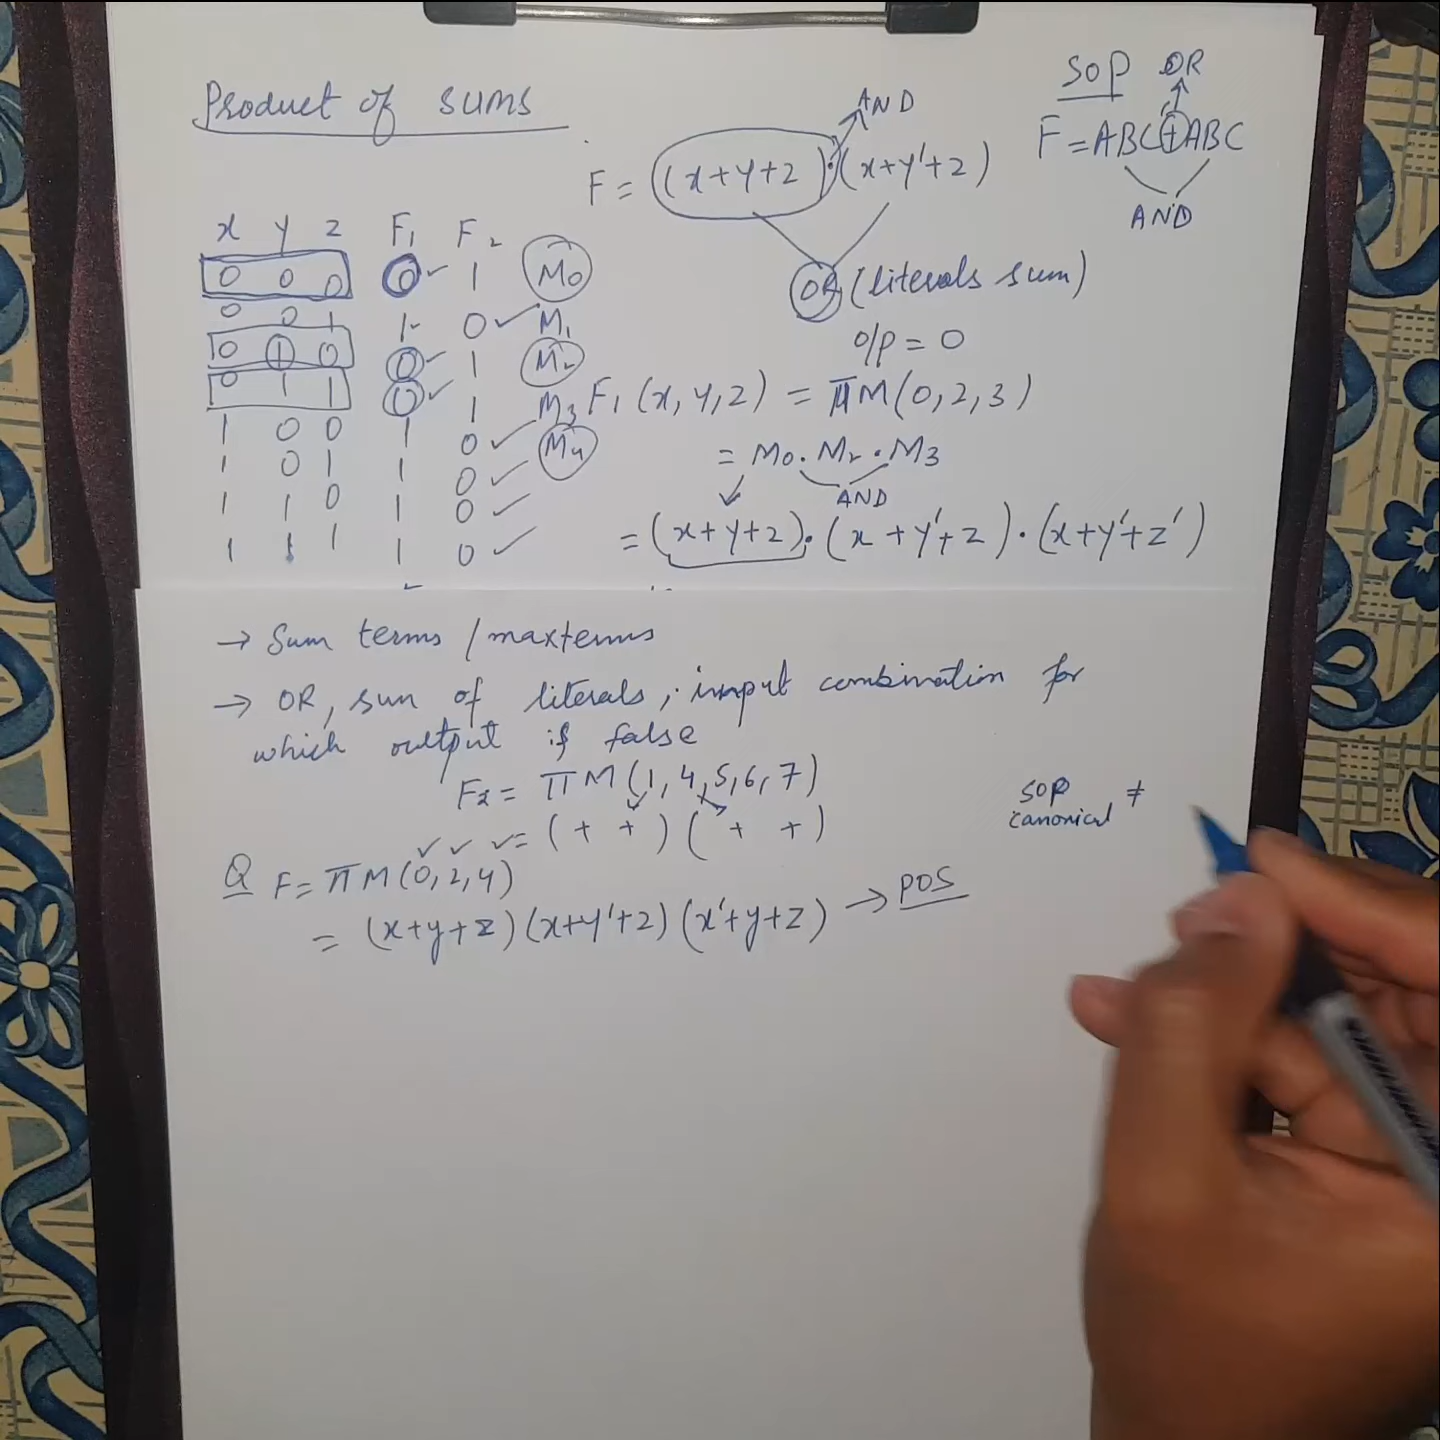 Product of sums
SOP OR
F = ABC + ABC
AND
AND
F = (x+y+z)·(x+y'+z)
OR (literals sum)
o/p = 0
x y z F₁ F₂
0 0 0 0 ✓ 1 M0
0 0 1 1 0 ✓ M1
0 1 0 0 ✓ 1 M2
0 1 1 0 ✓ 1 M3
1 0 0 1 0 ✓ M4
1 0 1 1 0 ✓
1 1 0 1 0 ✓
1 1 1 1 0 ✓
F₁ (x, y, z) = πM(0, 2, 3)
= M0 . M2 . M3
AND
= (x+y+z)·(x+y'+z)·(x+y'+z')
→ Sum terms / maxterms
→ OR, sum of literals, input combination for
which output if false
F2 = πM(1, 4, 5, 6, 7)
= ( + + ) ( + + )
SOP ≠
canonical
Q F = πM(0, 2, 4)
= (x+y+z)(x+y'+z)(x'+y+z) → POS